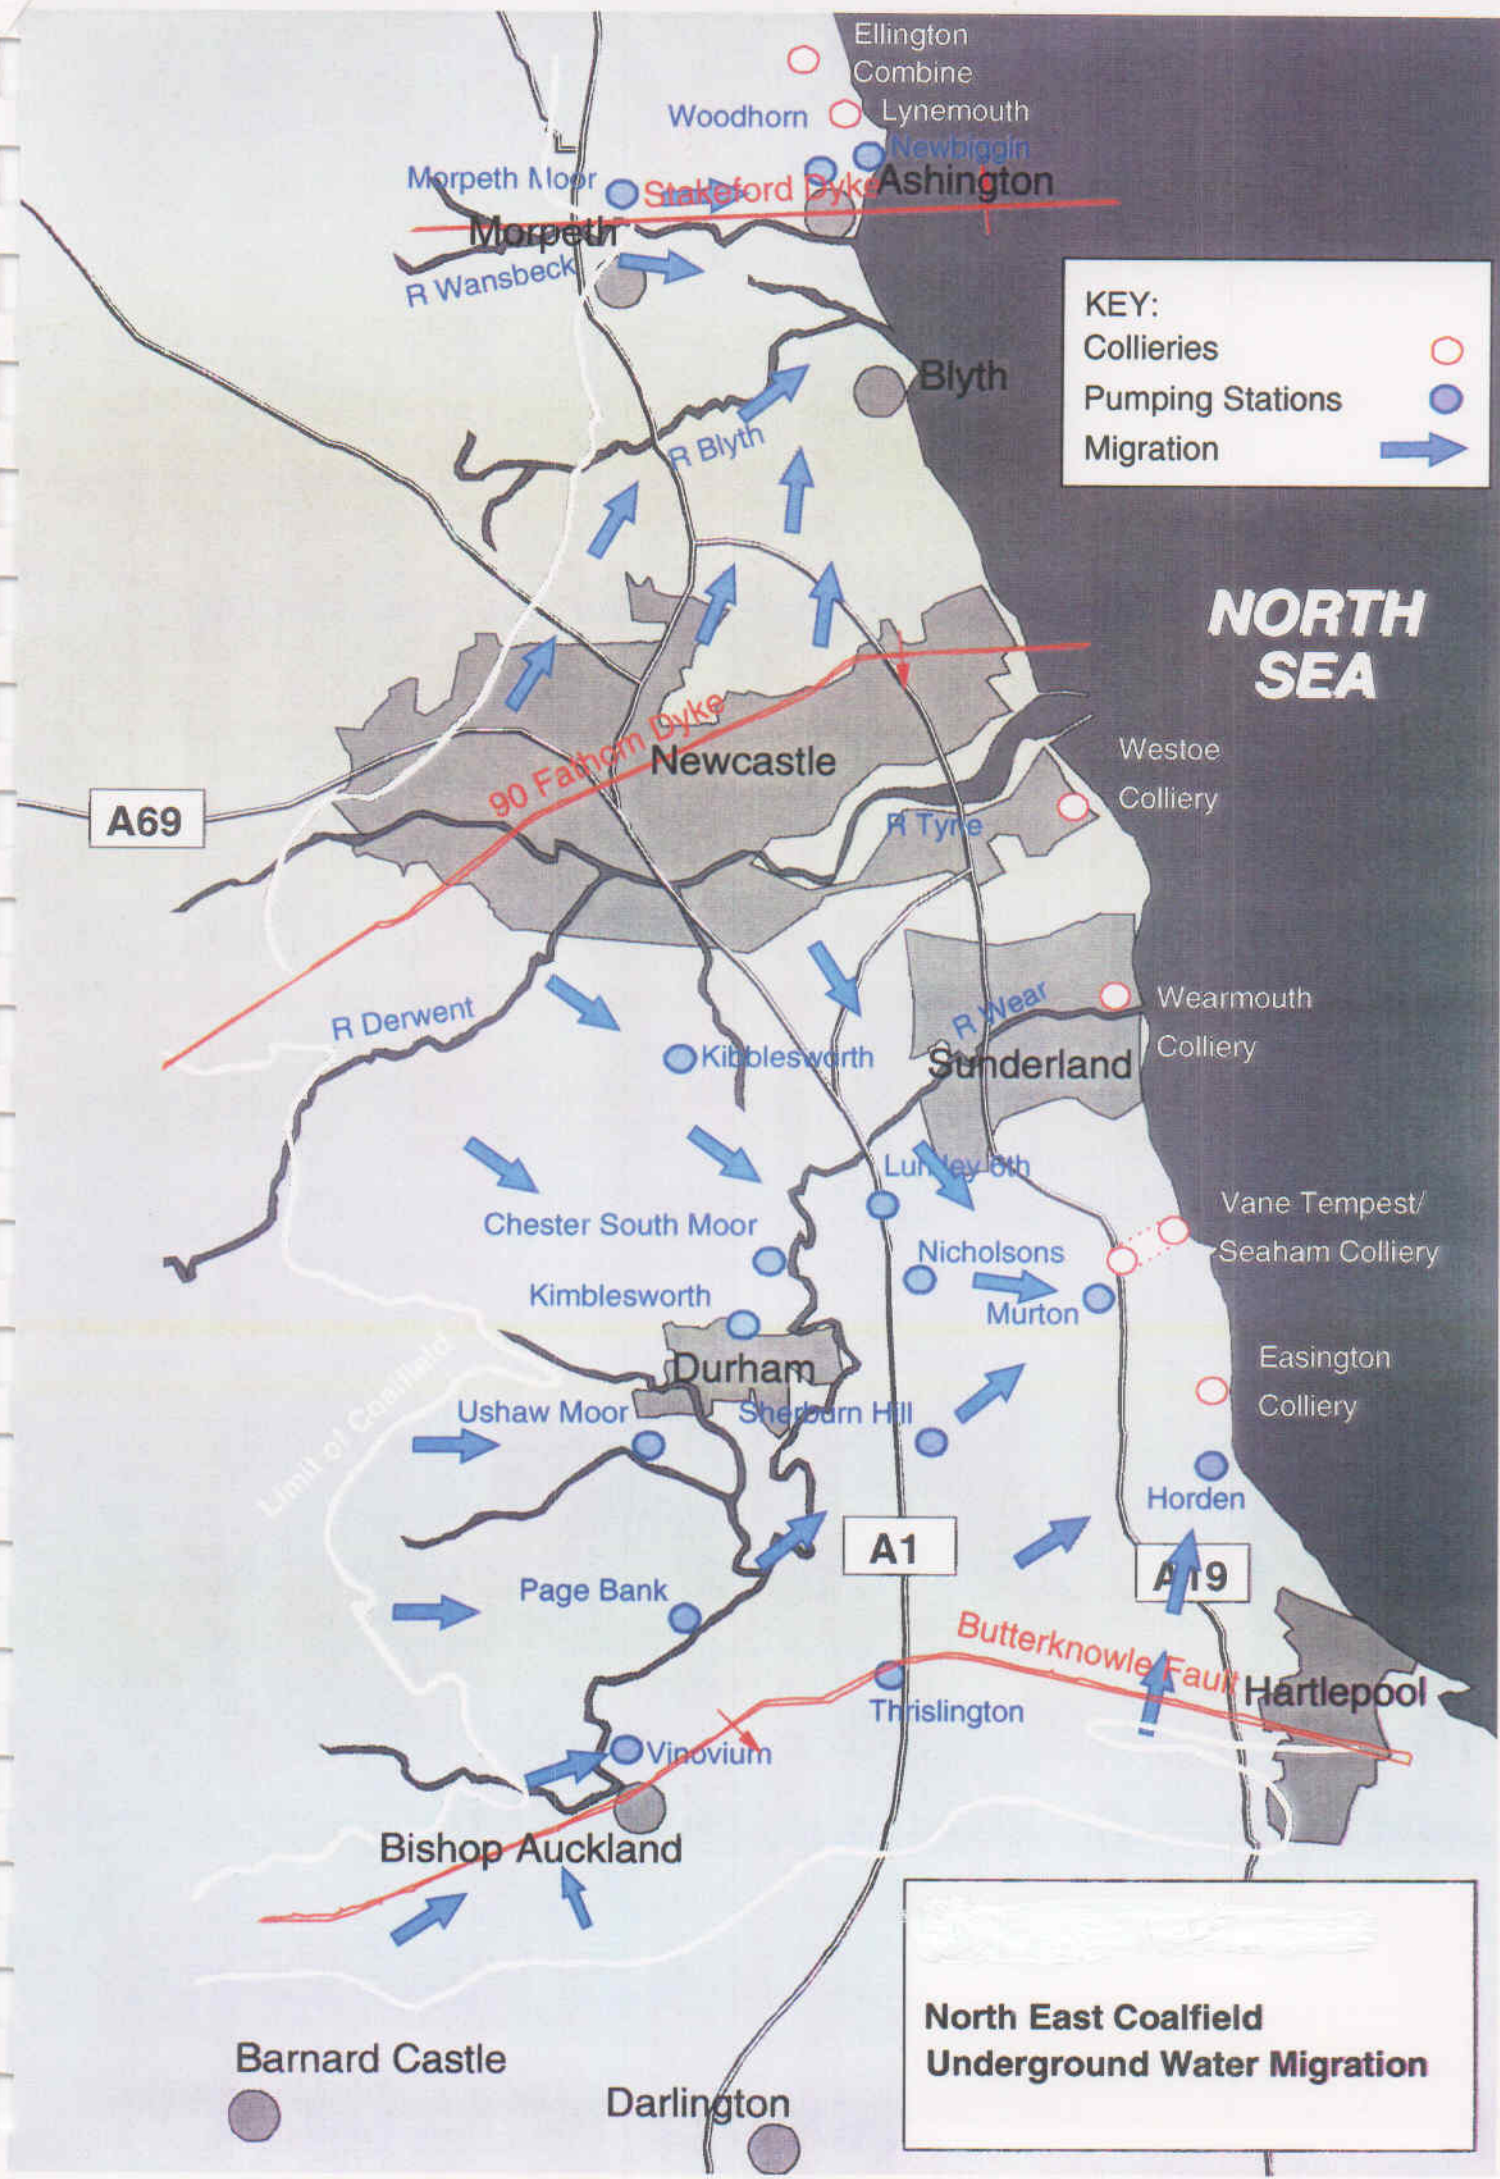 Ellington
Combine
Woodhorn
Lynemouth
Newbiggin
Morpeth Moor
Stakeford Dyke
Ashington
Morpeth
R Wansbeck
KEY:
Collieries
Pumping Stations
Migration
Blyth
R Blyth
NORTH
SEA
90 Fathom Dyke
Newcastle
Westoe
Colliery
A69
R Tyne
R Derwent
R Wear
Wearmouth
Colliery
Kibblesworth
Sunderland
Lumley 6th
Chester South Moor
Nicholsons
Vane Tempest/
Seaham Colliery
Kimblesworth
Murton
Durham
Easington
Colliery
Limit of Coalfield
Ushaw Moor
Sherburn Hill
Horden
A1
A19
Page Bank
Butterknowle Fault
Hartlepool
Thrislington
Vinovium
Bishop Auckland
North East Coalfield
Underground Water Migration
Barnard Castle
Darlington